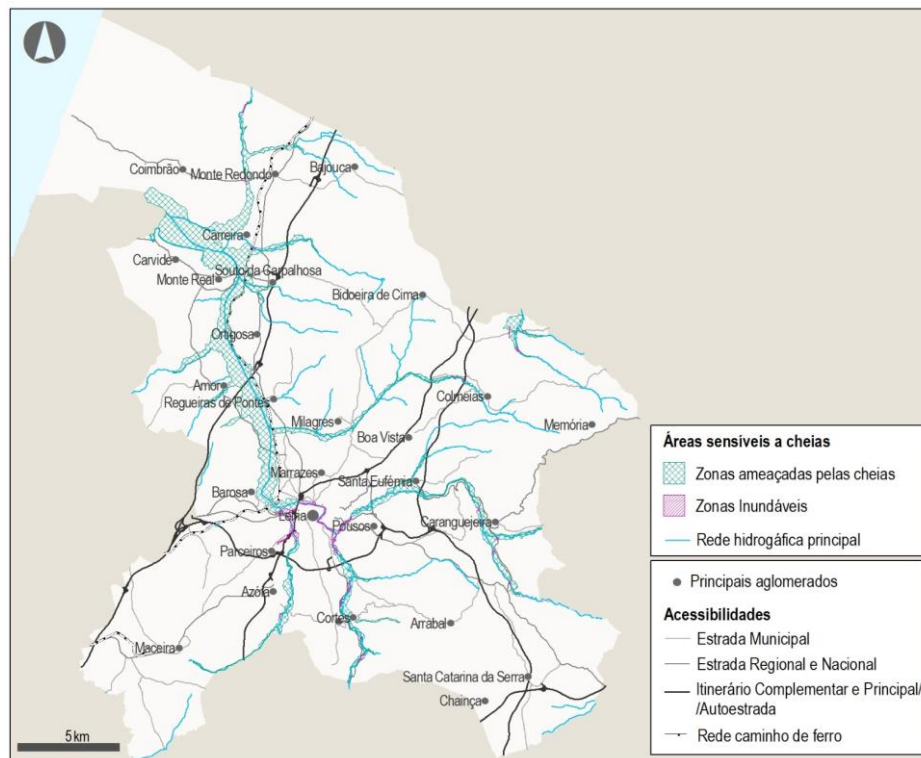 Coimbrão
Monte Redondo
Bajouca
Carreira
Carvide
Souto da Carpalhosa
Monte Real
Bidoeira de Cima
Ortigosa
Amor
Regueiras de Pontes
Colmeias
Milagres
Memória
Boa Vista
Marrazes
Santa Eufémia
Barosa
Leiria
Pousos
Caranguejeira
Parceiros
Azóia
Cortes
Arrabal
Maceira
Santa Catarina da Serra
Chainça
5 km
Áreas sensíveis a cheias
Zonas ameaçadas pelas cheias
Zonas Inundáveis
Rede hidrogáfica principal
Principais aglomerados
Acessibilidades
Estrada Municipal
Estrada Regional e Nacional
Itinerário Complementar e Principal/
/Autoestrada
Rede caminho de ferro